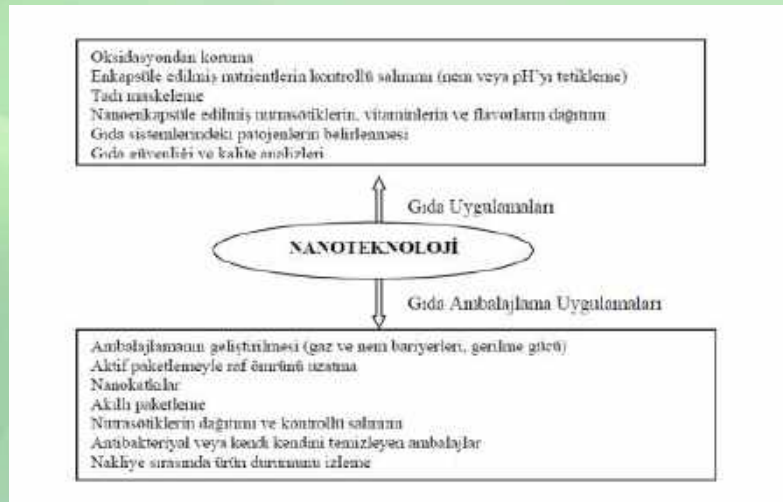 Oksidasyondan koruma
Enkapsüle edilmiş nutrientlerin kontrollü salınımı (nem veya pH'yı tetikleme)
Tadı maskeleme
Nanoenkapsüle edilmiş nutrasötiklerin, vitaminlerin ve flavorların dağıtımı
Gıda sistemlerindeki patojenlerin belirlenmesi
Gıda güvenliği ve kalite analizleri
Gıda Uygulamaları
NANOTEKNOLOJİ
Gıda Ambalajlama Uygulamaları
Ambalajlamanın geliştirilmesi (gaz ve nem bariyerleri, gerilme gücü)
Aktif paketlemeyle raf ömrünü uzatma
Nanokatkılar
Akıllı paketleme
Nutrasötiklerin dağıtımı ve kontrollü salınımı
Antibakteriyal veya kendi kendini temizleyen ambalajlar
Nakliye sırasında ürün durumunu izleme